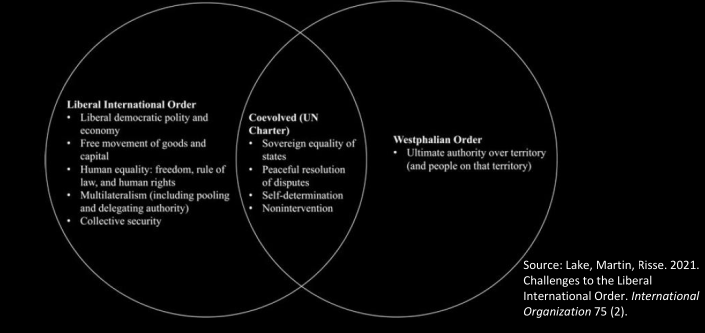 Liberal International Order
• Liberal democratic polity and
economy
• Free movement of goods and
capital
• Human equality: freedom, rule of
law, and human rights
• Multilateralism (including pooling
and delegating authority)
• Collective security
Coevolved (UN
Charter)
• Sovereign equality of
states
• Peaceful resolution
of disputes
• Self-determination
• Nonintervention
Westphalian Order
• Ultimate authority over territory
(and people on that territory)
Source: Lake, Martin, Risse. 2021.
Challenges to the Liberal
International Order. International
Organization 75 (2).